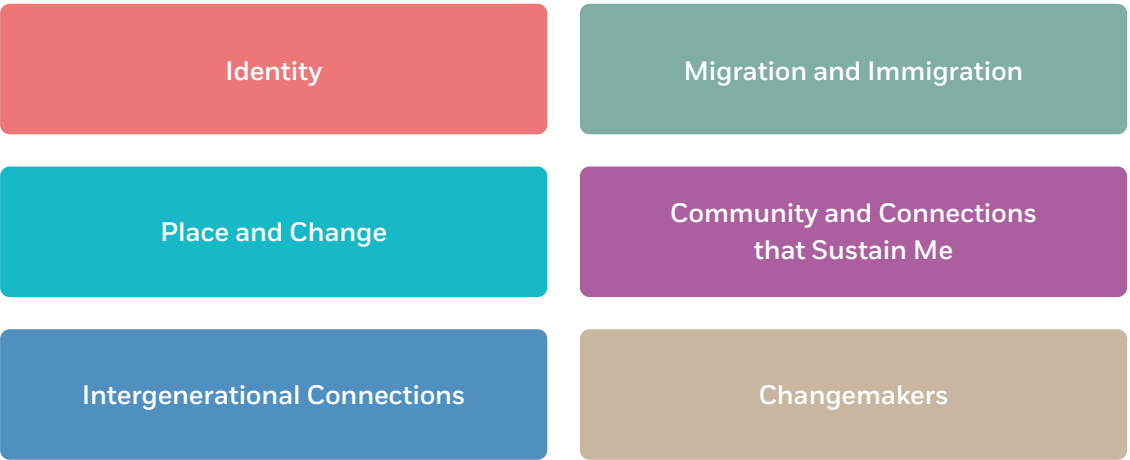 Identity
Migration and Immigration
Place and Change
Community and Connections
that Sustain Me
Intergenerational Connections
Changemakers